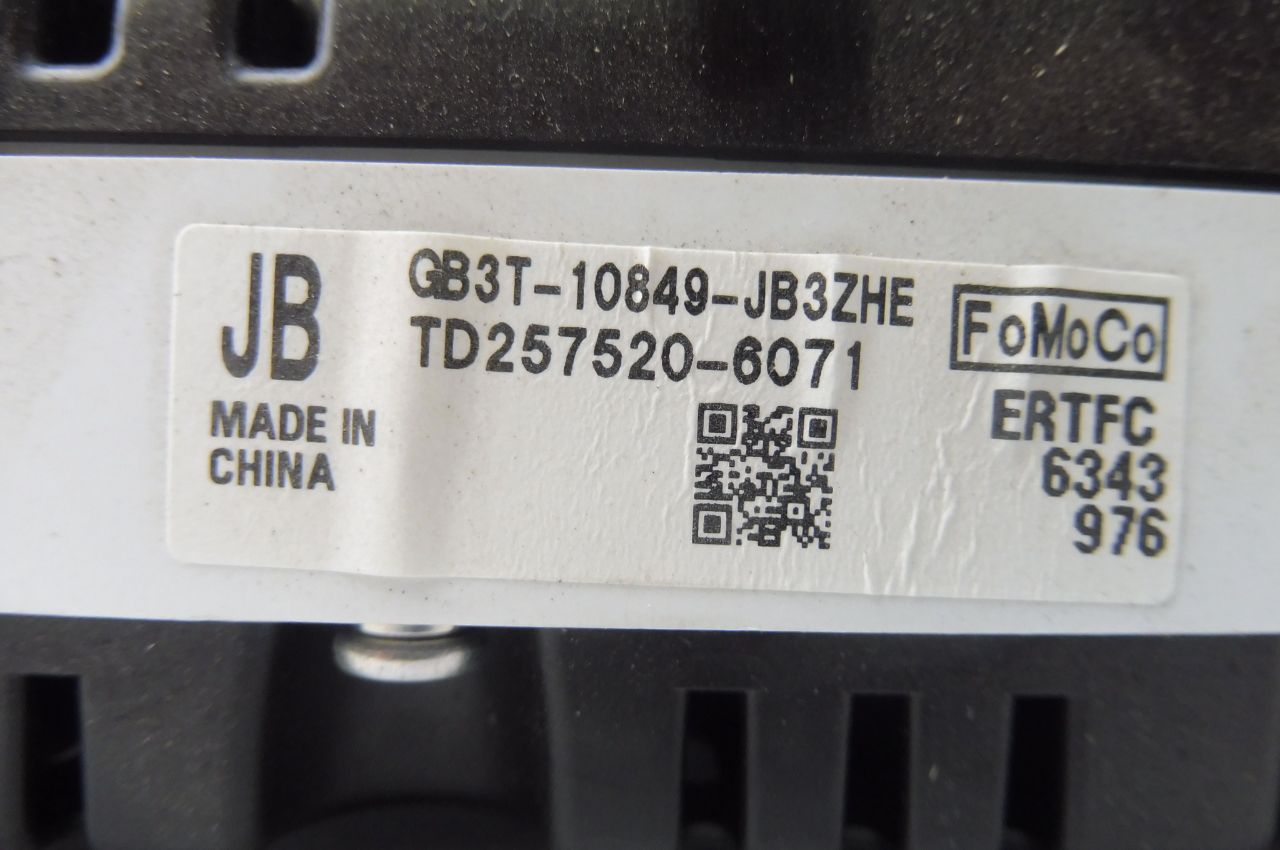 JB
GB3T-10849-JB3ZHE
TD257520-6071
FoMoCo
MADE IN
CHINA
ERTFC
6343
976